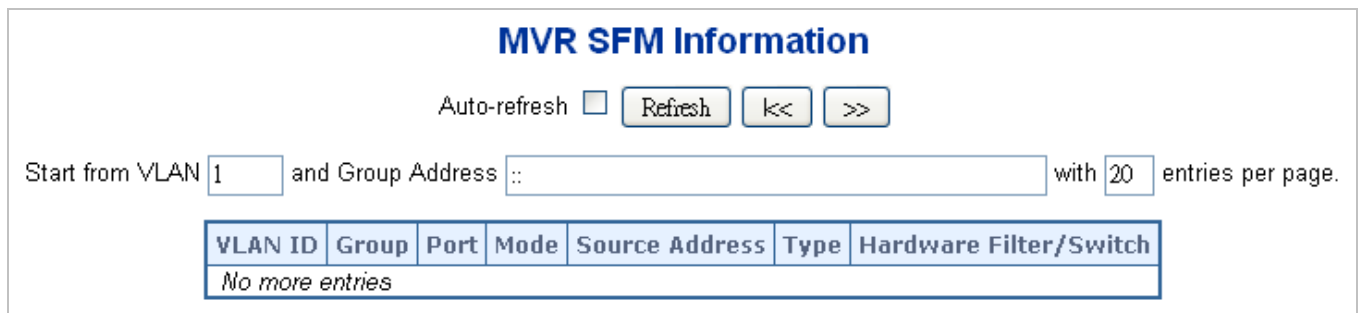 MVR SFM Information
Auto-refresh Refresh |<< >>
Start from VLAN 1 and Group Address :: with 20 entries per page.
VLAN ID Group Port Mode Source Address Type Hardware Filter/Switch
No more entries